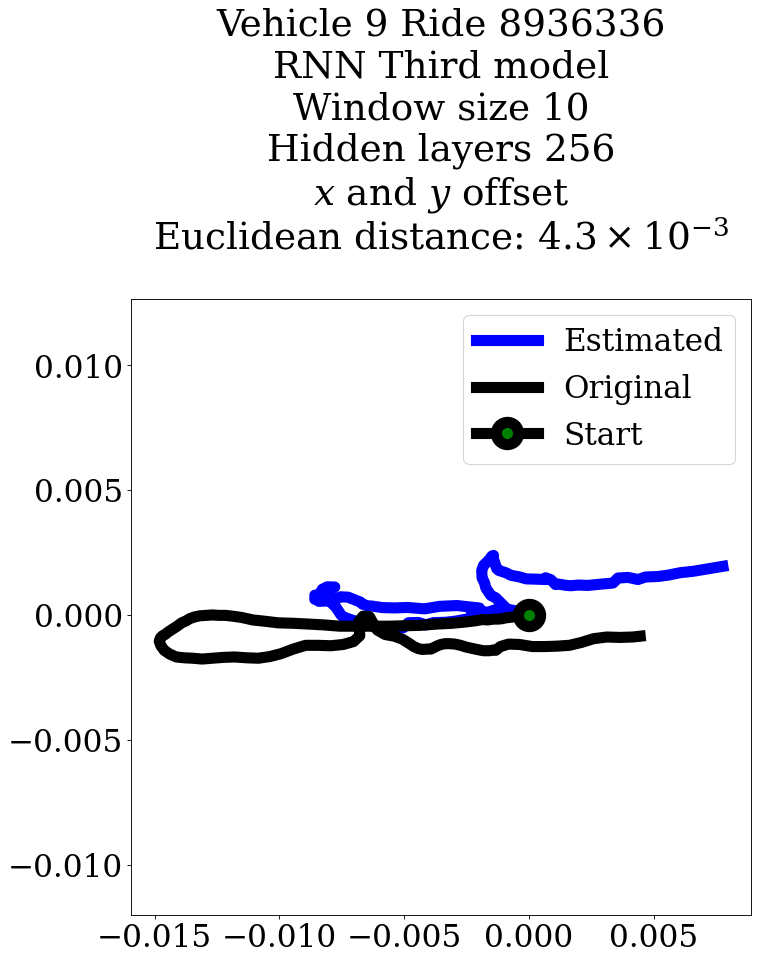 Vehicle 9 Ride 8936336
RNN Third model
Window size 10
Hidden layers 256
x and y offset
Euclidean distance: 4.3 × 10⁻³
Estimated
Original
Start
0.010
0.005
0.000
−0.005
−0.010
−0.015 −0.010 −0.005 0.000 0.005